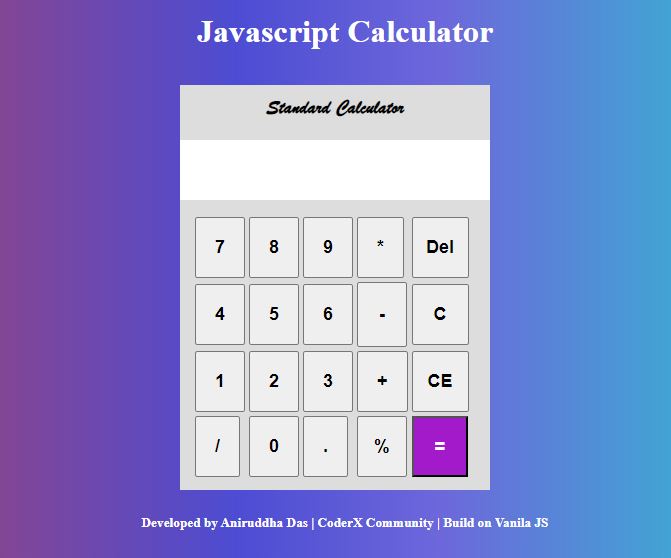 Javascript Calculator
Standard Calculator
7 8 9 * Del
4 5 6 - C
1 2 3 + CE
/ 0 . % =
Developed by Aniruddha Das | CoderX Community | Build on Vanila JS